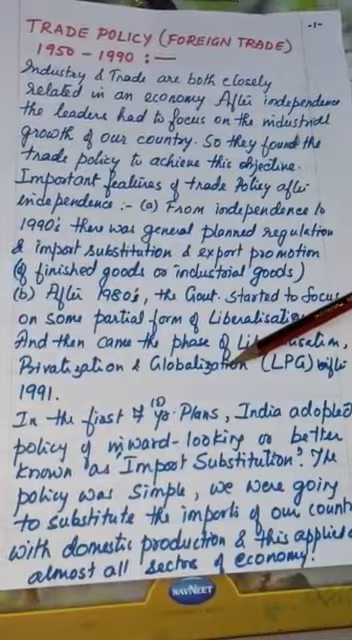 -1-
TRADE POLICY (FOREIGN TRADE)
1950 - 1990 :—
Industry & Trade are both closely
related in an economy After independence
the leaders had to focus on the industrial
growth of our country. So they found the
trade policy to achieve this objective.
Important features of trade Policy after
independence :- (a) From independence to
1990's there was general planned regulation
& import substitution & export promotion
(of finished goods or industrial goods)
(b) After 1980's, the Govt. started to focus
on some partial form of Liberalisation
And then came the phase of
Privatization & Globalization (LPG)
1991.
In the first 7 (5) Yr. Plans, India adopted
policy of inward-looking or better
known as "Import Substitution". The
policy was simple, we were going
to substitute the imports of our count
with domestic production & this applied
almost all sectors of economy.
NAVNEET